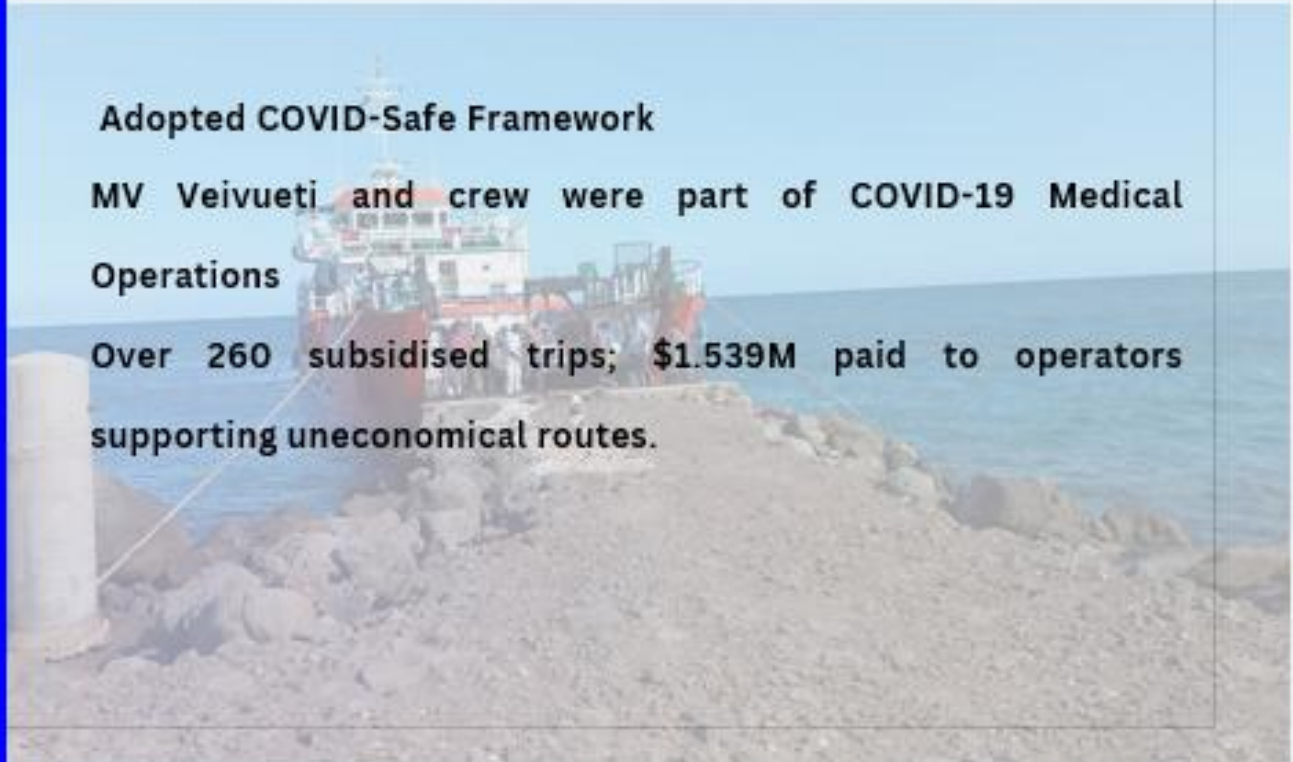 Adopted COVID-Safe Framework
MV Veivueti and crew were part of COVID-19 Medical
Operations
Over 260 subsidised trips; $1.539M paid to operators
supporting uneconomical routes.